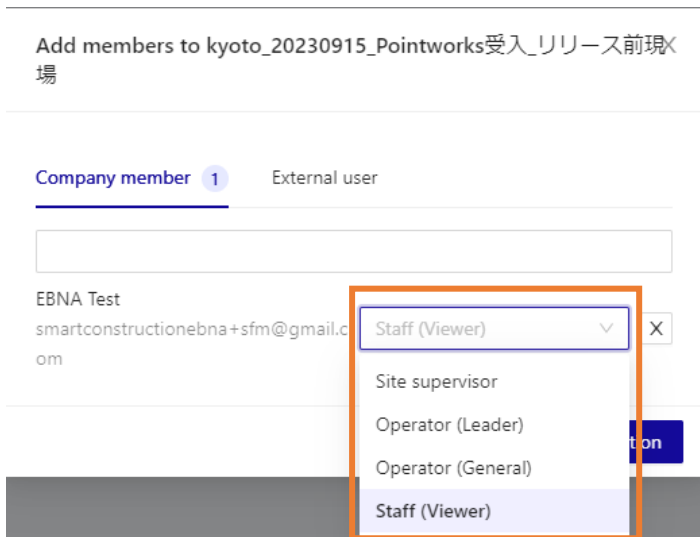 Add members to kyoto_20230915_Pointworks受入_リリース前現 X
場
Company member 1 External user
EBNA Test
smartconstructionebna+sfm@gmail.c Staff (Viewer) X
om
Site supervisor
Operator (Leader)
Operator (General)
Staff (Viewer)